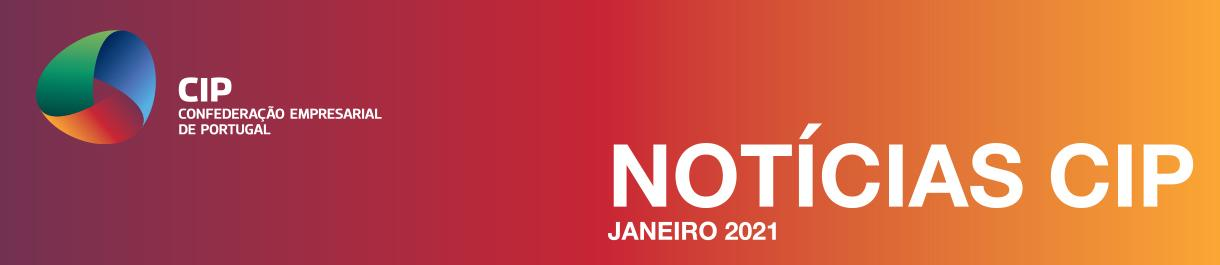 CIP
CONFEDERAÇÃO EMPRESARIAL
DE PORTUGAL
NOTÍCIAS CIP
JANEIRO 2021